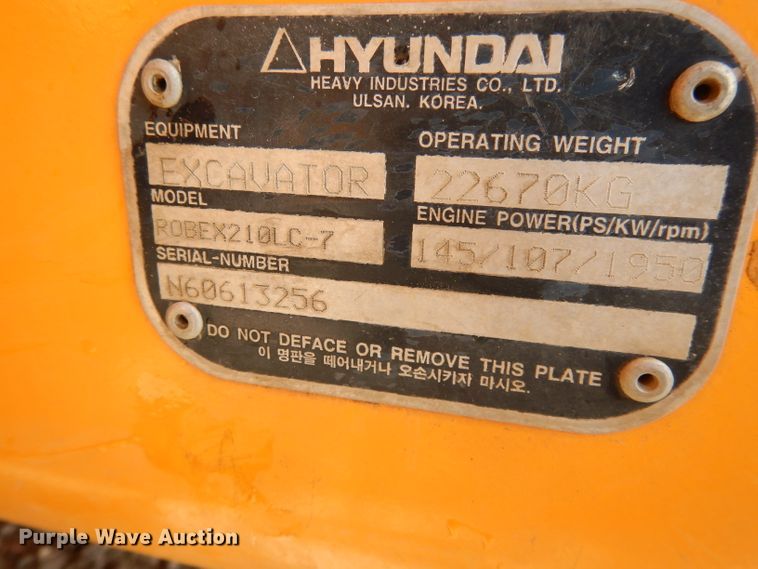 HYUNDAI
HEAVY INDUSTRIES CO., LTD.
ULSAN. KOREA.
EQUIPMENT
EXCAVATOR
MODEL
ROBEX210LC-7
SERIAL-NUMBER
N60613256
OPERATING WEIGHT
22670KG
ENGINE POWER(PS/KW/rpm)
145/107/1950
DO NOT DEFACE OR REMOVE THIS PLATE
이 명판을 떼어내거나 오손시키자 마시오.
Purple Wave Auction